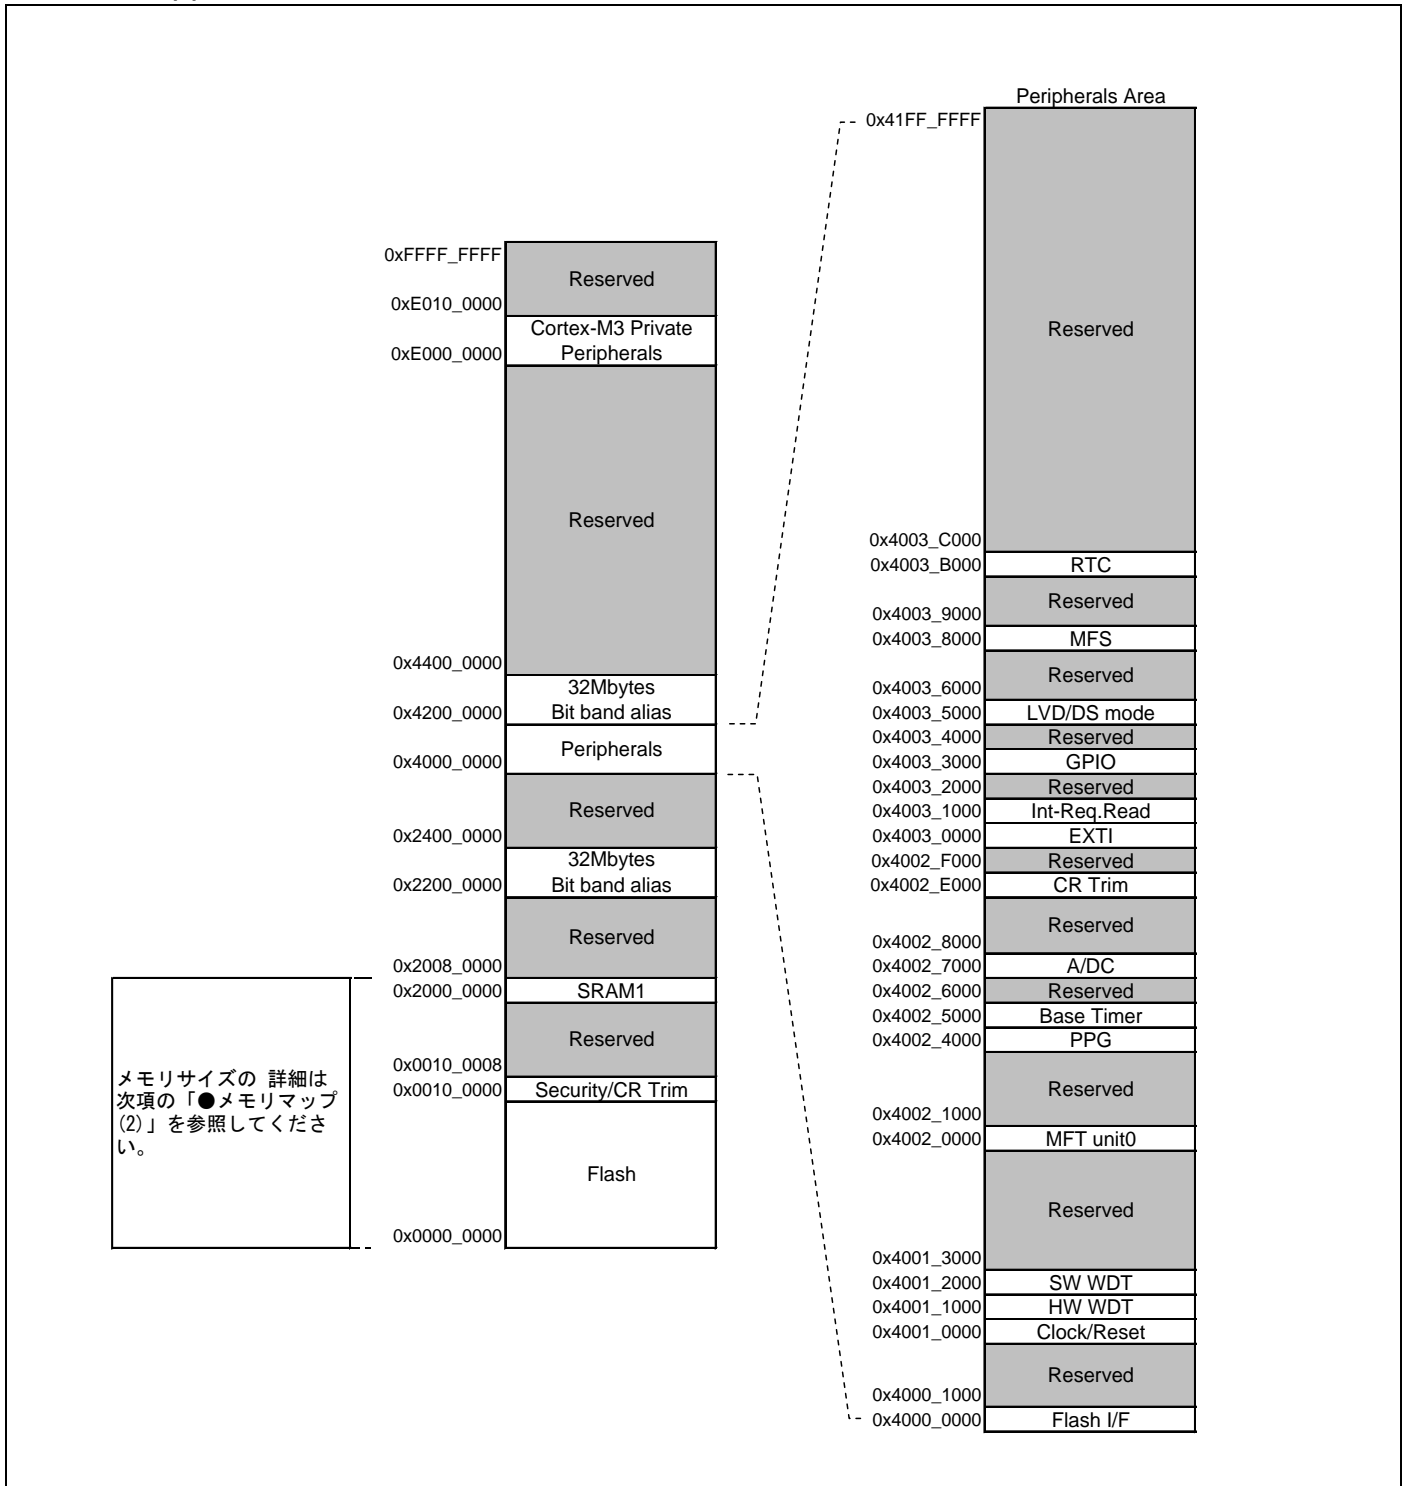 Peripherals Area
0x41FF_FFFF
Reserved
0x4003_C000
0x4003_B000 RTC
Reserved
0x4003_9000
0x4003_8000 MFS
Reserved
0x4003_6000
0x4003_5000 LVD/DS mode
0x4003_4000 Reserved
0x4003_3000 GPIO
0x4003_2000 Reserved
0x4003_1000 Int-Req.Read
0x4003_0000 EXTI
0x4002_F000 Reserved
0x4002_E000 CR Trim
Reserved
0x4002_8000
0x4002_7000 A/DC
0x4002_6000 Reserved
0x4002_5000 Base Timer
0x4002_4000 PPG
Reserved
0x4002_1000
0x4002_0000 MFT unit0
Reserved
0x4001_3000
0x4001_2000 SW WDT
0x4001_1000 HW WDT
0x4001_0000 Clock/Reset
Reserved
0x4000_1000
0x4000_0000 Flash I/F
0xFFFF_FFFF
Reserved
0xE010_0000
Cortex-M3 Private
0xE000_0000 Peripherals
Reserved
0x4400_0000
32Mbytes
0x4200_0000 Bit band alias
Peripherals
0x4000_0000
Reserved
0x2400_0000
32Mbytes
0x2200_0000 Bit band alias
Reserved
0x2008_0000
0x2000_0000 SRAM1
Reserved
0x0010_0008
0x0010_0000 Security/CR Trim
Flash
0x0000_0000
メモリサイズの 詳細は
次項の「●メモリマップ
(2)」を参照してくださ
い。